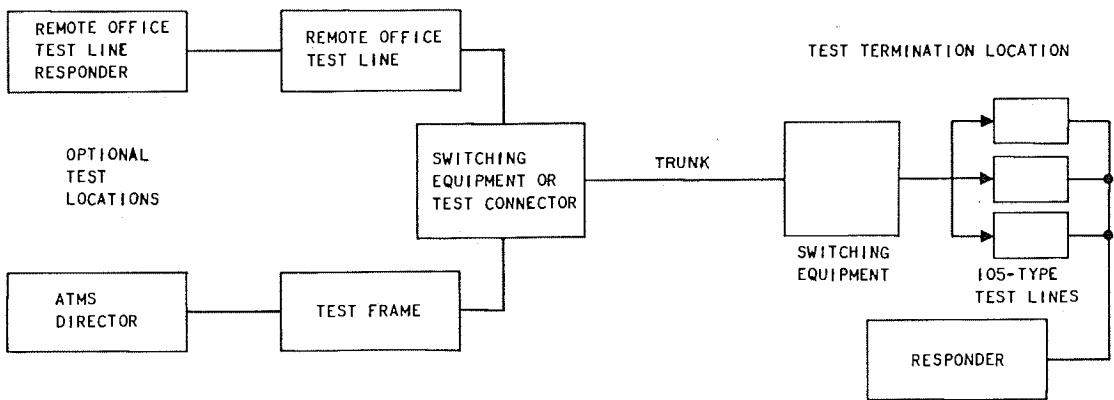 REMOTE OFFICE
TEST LINE
RESPONDER
REMOTE OFFICE
TEST LINE
TEST TERMINATION LOCATION
OPTIONAL
TEST
LOCATIONS
SWITCHING
EQUIPMENT OR
TEST CONNECTOR
TRUNK
SWITCHING
EQUIPMENT
105-TYPE
TEST LINES
ATMS
DIRECTOR
TEST FRAME
RESPONDER